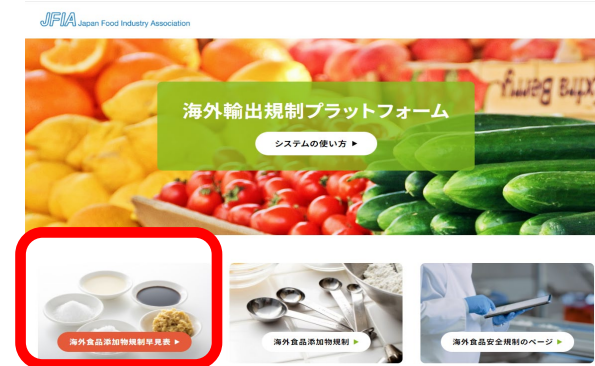 JFIA Japan Food Industry Association
海外輸出規制プラットフォーム
システムの使い方 ▶
海外食品添加物規制早見表 ▶
海外食品添加物規制 ▶
海外食品安全規制のページ ▶